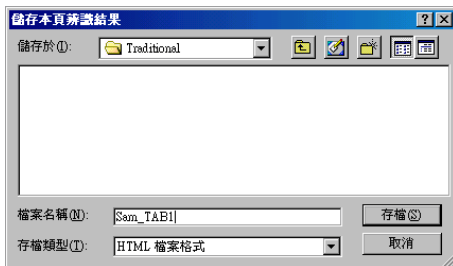 儲存本頁辨識結果
儲存於(I): Traditional
檔案名稱(N): Sam_TAB1 存檔(S)
存檔類型(T): HTML 檔案格式 取消